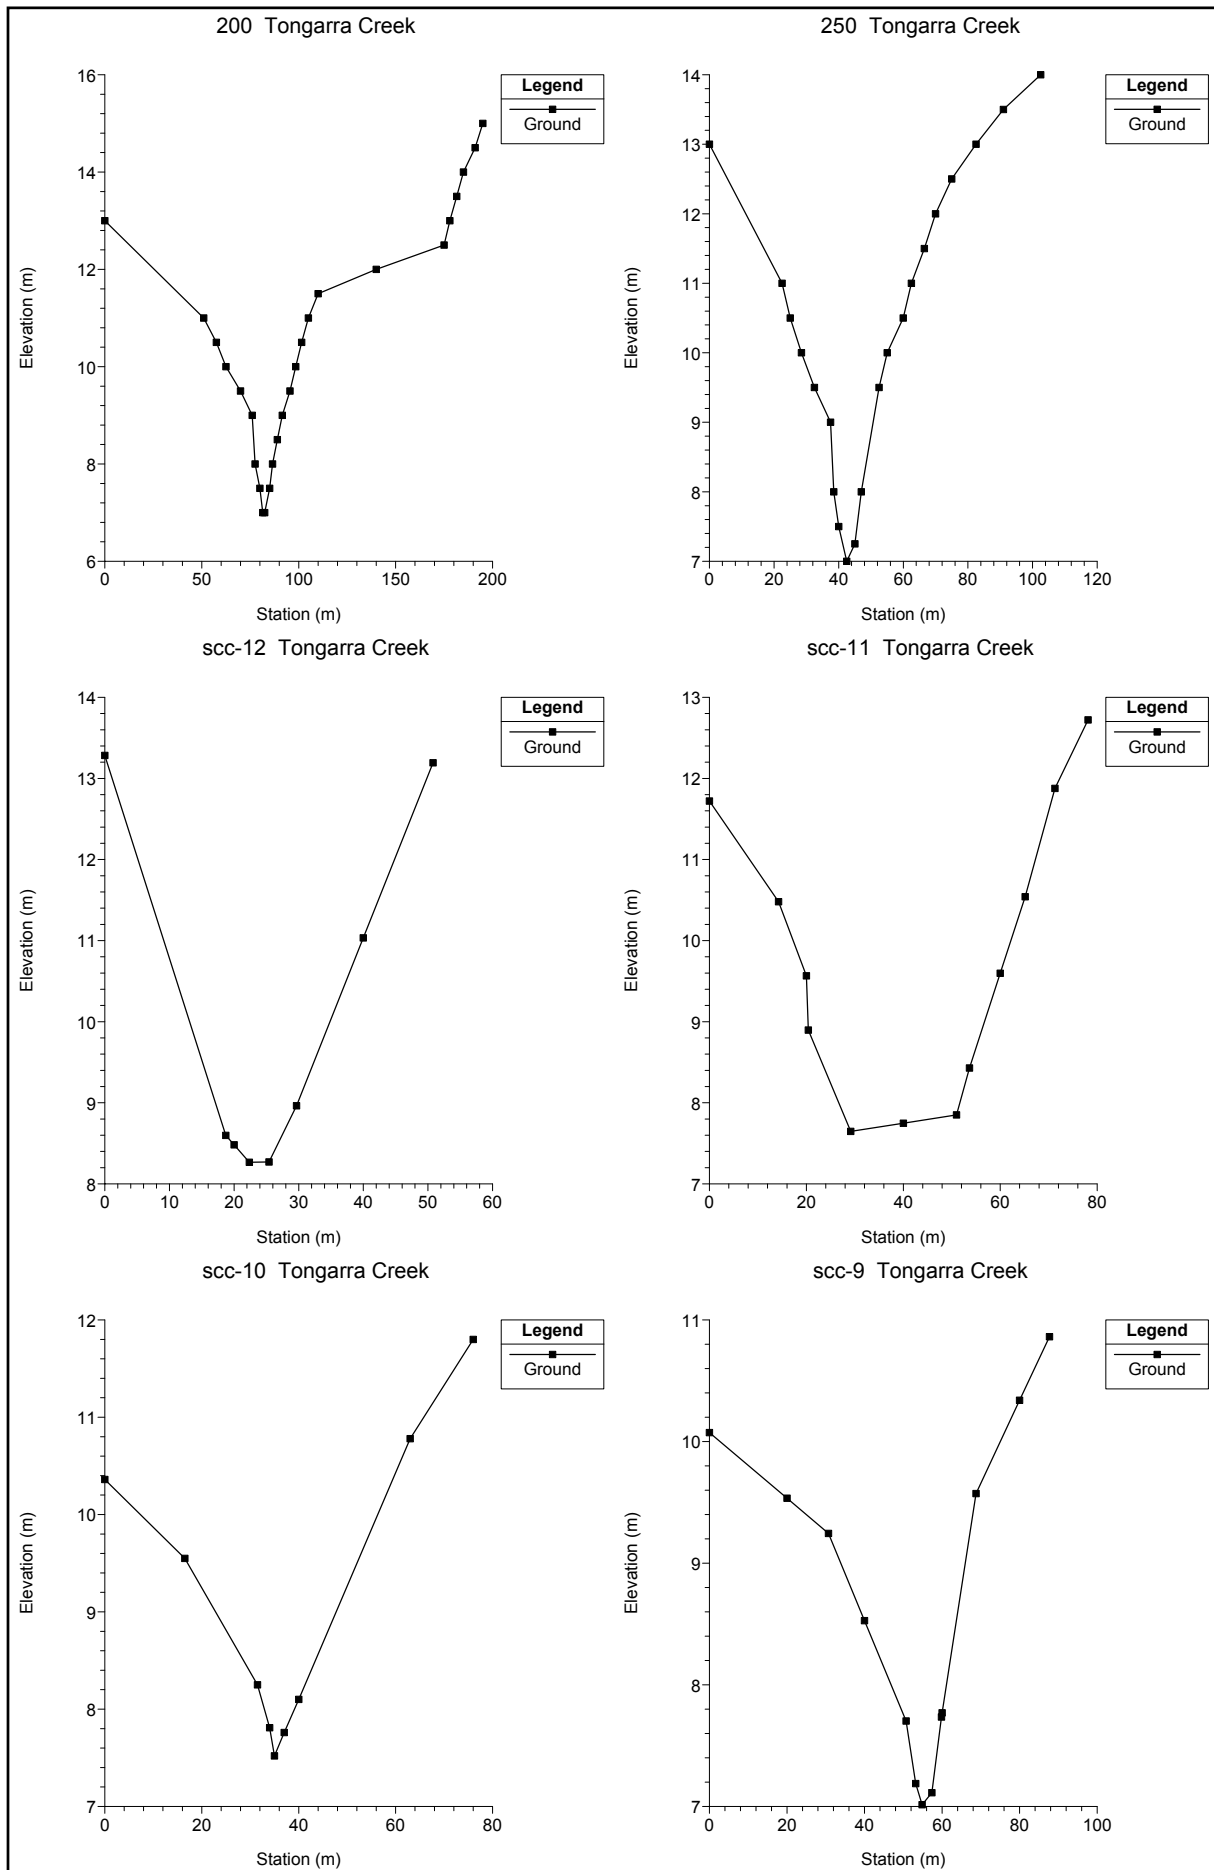 200 Tongarra Creek
16
14
12
10
8
6
0 50 100 150 200
Elevation (m)
Station (m)
Legend
Ground
250 Tongarra Creek
14
13
12
11
10
9
8
7
0 20 40 60 80 100 120
Elevation (m)
Station (m)
Legend
Ground
scc-12 Tongarra Creek
14
13
12
11
10
9
8
0 10 20 30 40 50 60
Elevation (m)
Station (m)
Legend
Ground
scc-11 Tongarra Creek
13
12
11
10
9
8
7
0 20 40 60 80
Elevation (m)
Station (m)
Legend
Ground
scc-10 Tongarra Creek
12
11
10
9
8
7
0 20 40 60 80
Elevation (m)
Station (m)
Legend
Ground
scc-9 Tongarra Creek
11
10
9
8
7
0 20 40 60 80 100
Elevation (m)
Station (m)
Legend
Ground